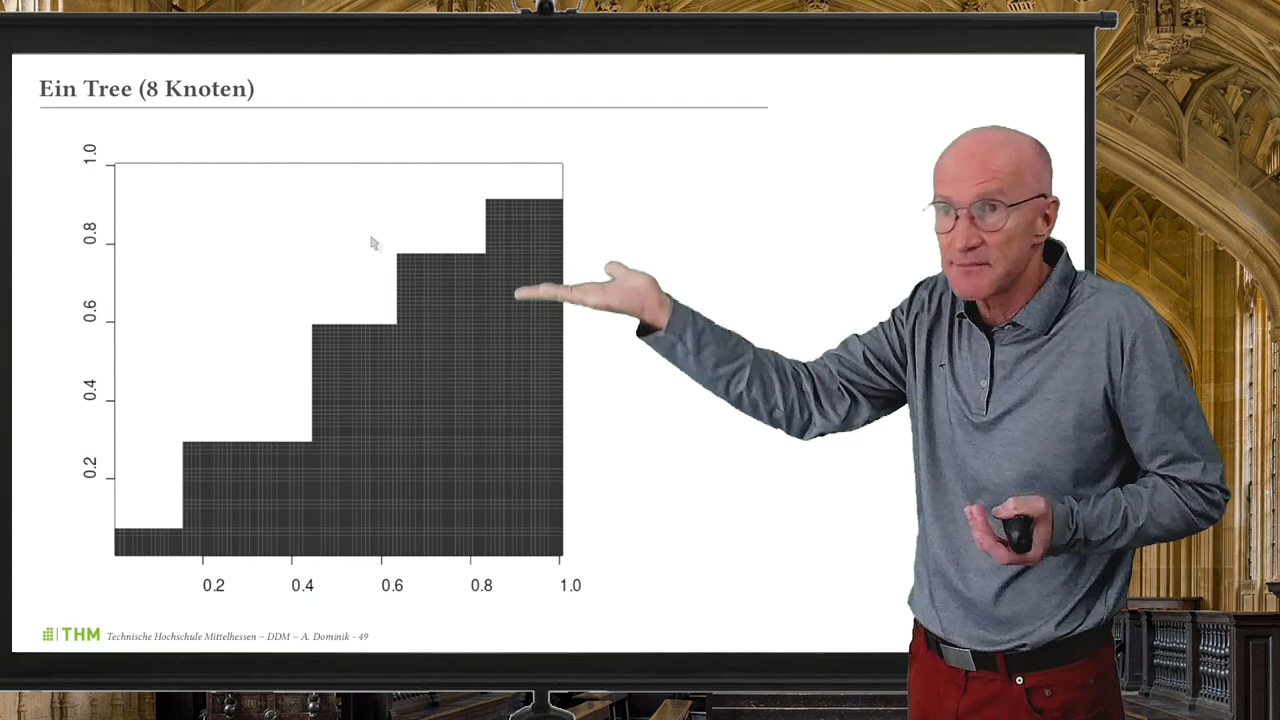 Ein Tree (8 Knoten)
1.0
0.8
0.6
0.4
0.2
0.2 0.4 0.6 0.8 1.0
THM Technische Hochschule Mittelhessen – DDM – A. Dominik - 49